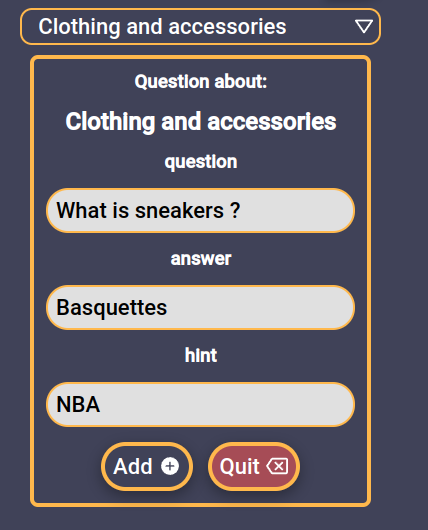 Clothing and accessories
Question about:
Clothing and accessories
question
What is sneakers ?
answer
Basquettes
hint
NBA
Add
Quit